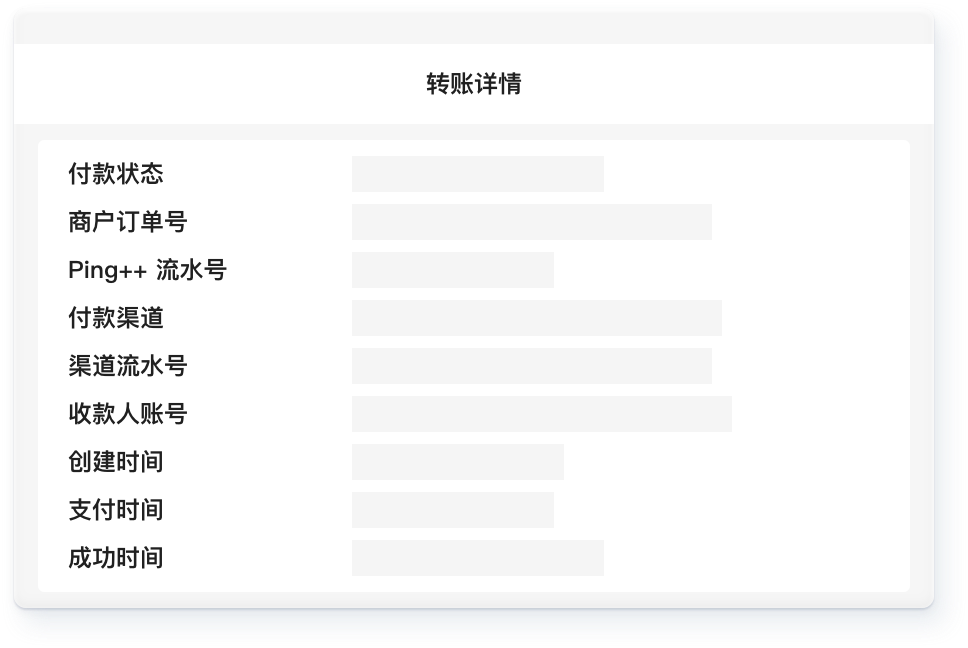 转账详情
付款状态
商户订单号
Ping++ 流水号
付款渠道
渠道流水号
收款人账号
创建时间
支付时间
成功时间